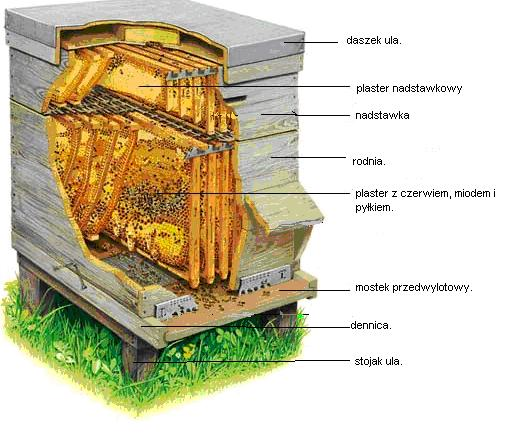 daszek ula.
plaster nadstawkowy
nadstawka
rodnia.
plaster z czerwiem, miodem i
pyłkiem.
mostek przedwylotowy.
dennica.
stojak ula.